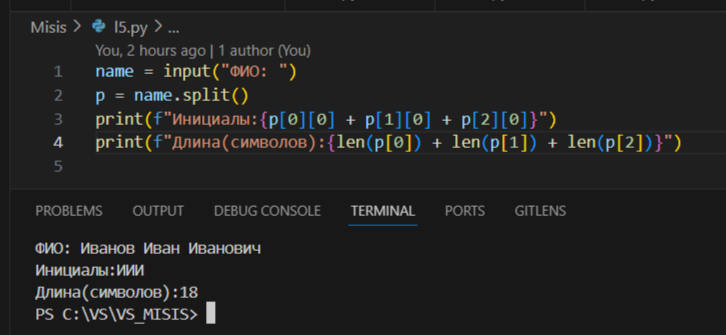 Misis > l5.py > ...
You, 2 hours ago | 1 author (You)
1 name = input("ФИО: ")
2 p = name.split()
3 print(f"Инициалы:{p[0][0] + p[1][0] + p[2][0]}")
4 print(f"Длина(символов):{len(p[0]) + len(p[1]) + len(p[2])}")
5
PROBLEMS OUTPUT DEBUG CONSOLE TERMINAL PORTS GITLENS
ФИО: Иванов Иван Иванович
Инициалы:ИИИ
Длина(символов):18
PS C:\VS\VS_MISIS>